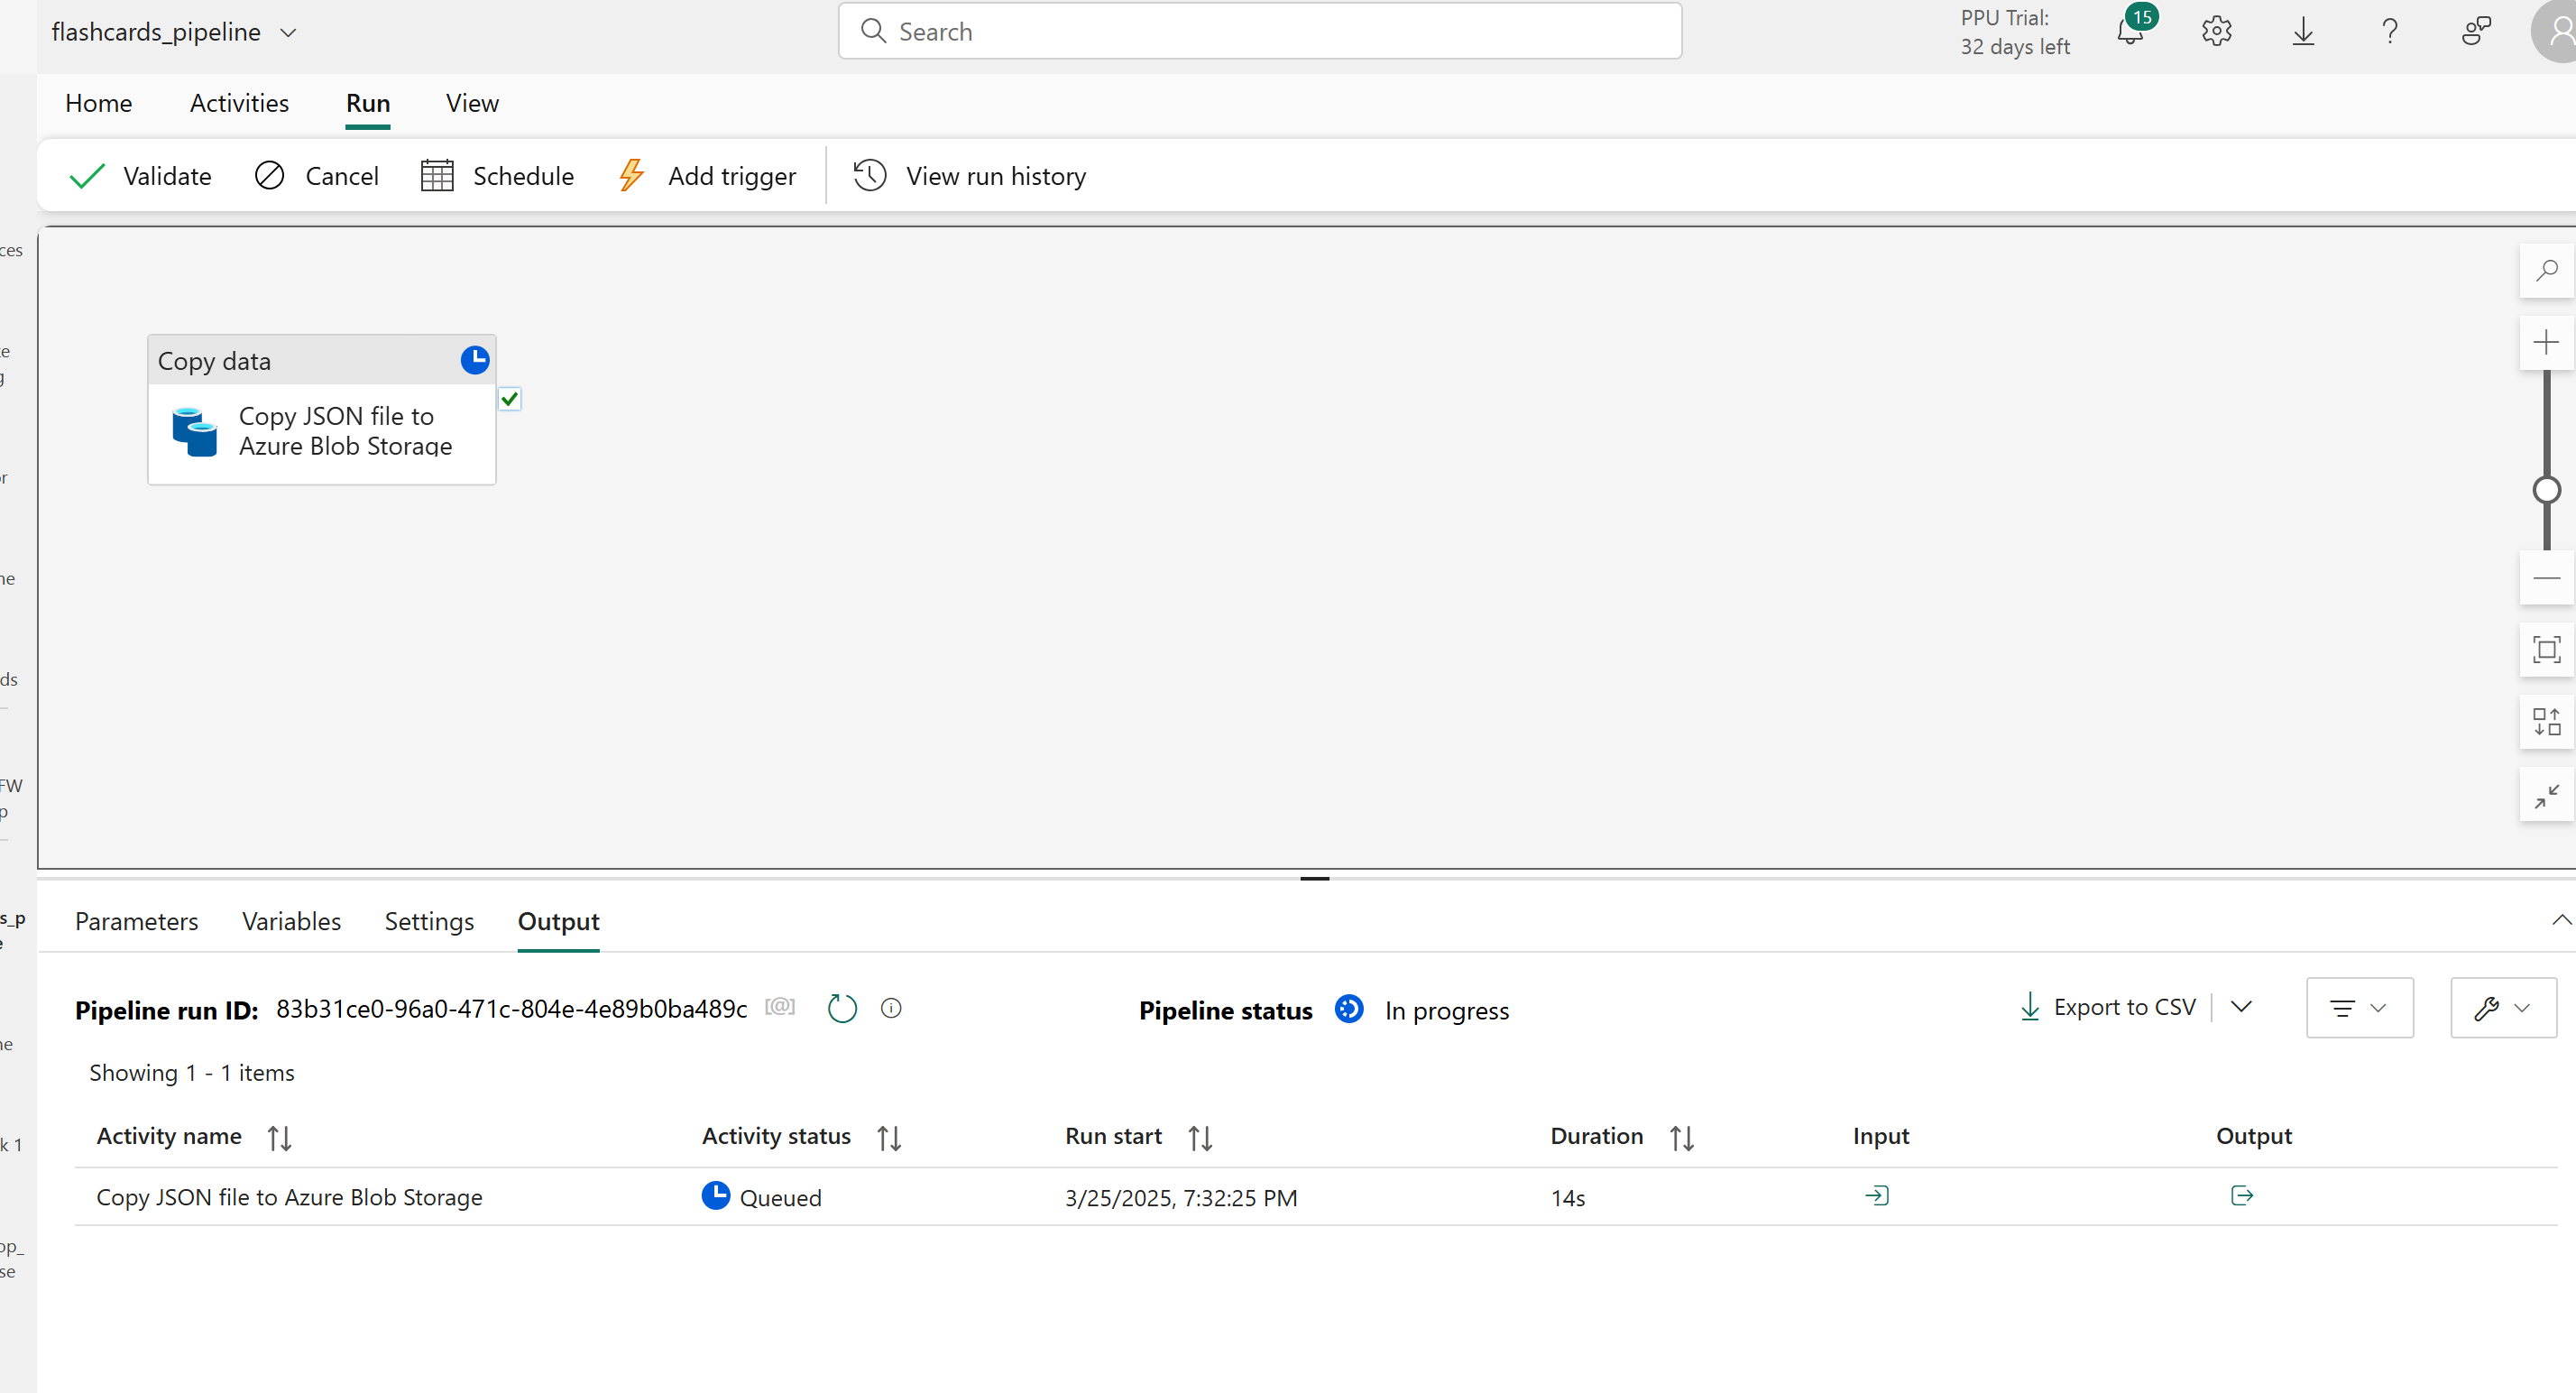 flashcards_pipeline
Search
PPU Trial:
32 days left
15
Home Activities Run View
Validate Cancel Schedule Add trigger View run history
ces
Copy data
Copy JSON file to
Azure Blob Storage
e
g
or
ne
ds
FW
p
s_p
e
ne
k 1
op_
se
Parameters Variables Settings Output
Pipeline run ID: 83b31ce0-96a0-471c-804e-4e89b0ba489c [@] Pipeline status In progress Export to CSV
Showing 1 - 1 items
Activity name Activity status Run start Duration Input Output
Copy JSON file to Azure Blob Storage Queued 3/25/2025, 7:32:25 PM 14s